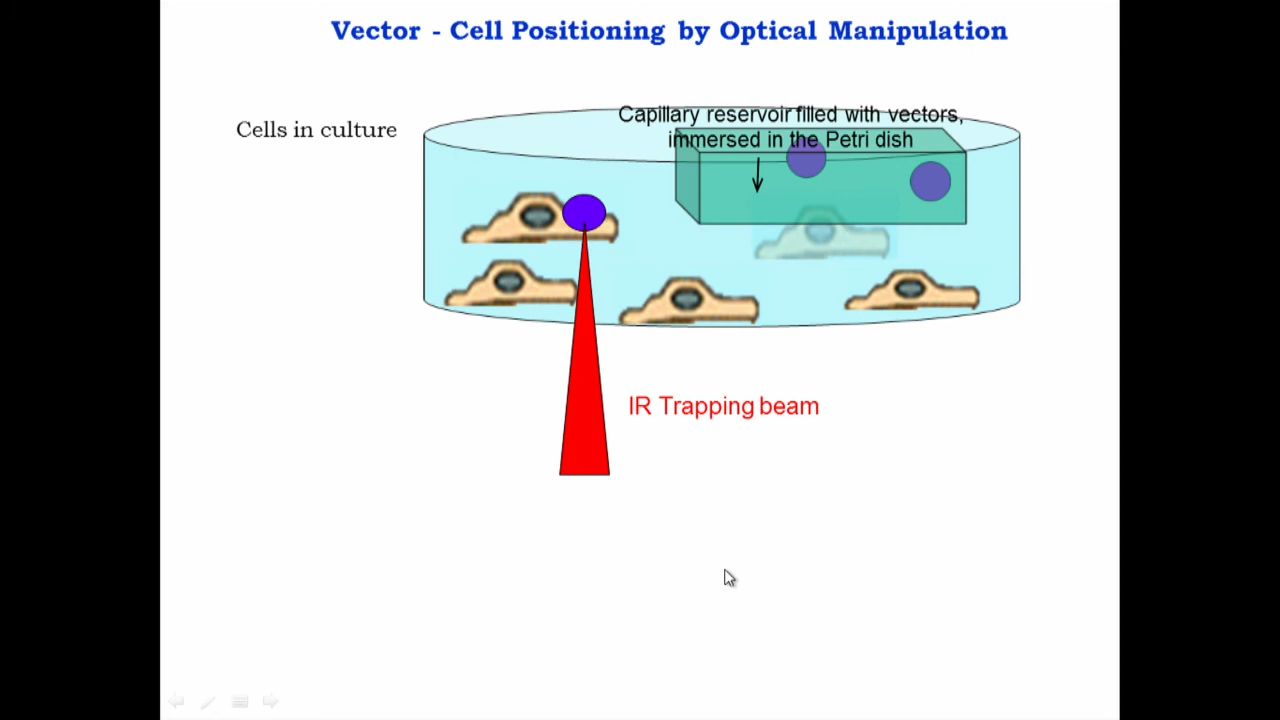 Vector - Cell Positioning by Optical Manipulation
Cells in culture
Capillary reservoir filled with vectors,
immersed in the Petri dish
IR Trapping beam